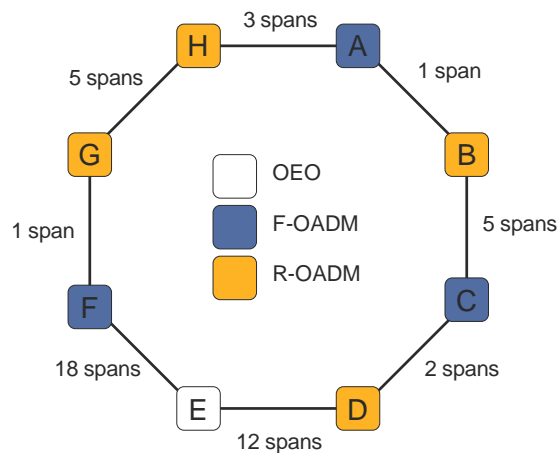 3 spans
H
A
5 spans
1 span
G
B
OEO
1 span
F-OADM
5 spans
R-OADM
F
C
18 spans
2 spans
E
D
12 spans